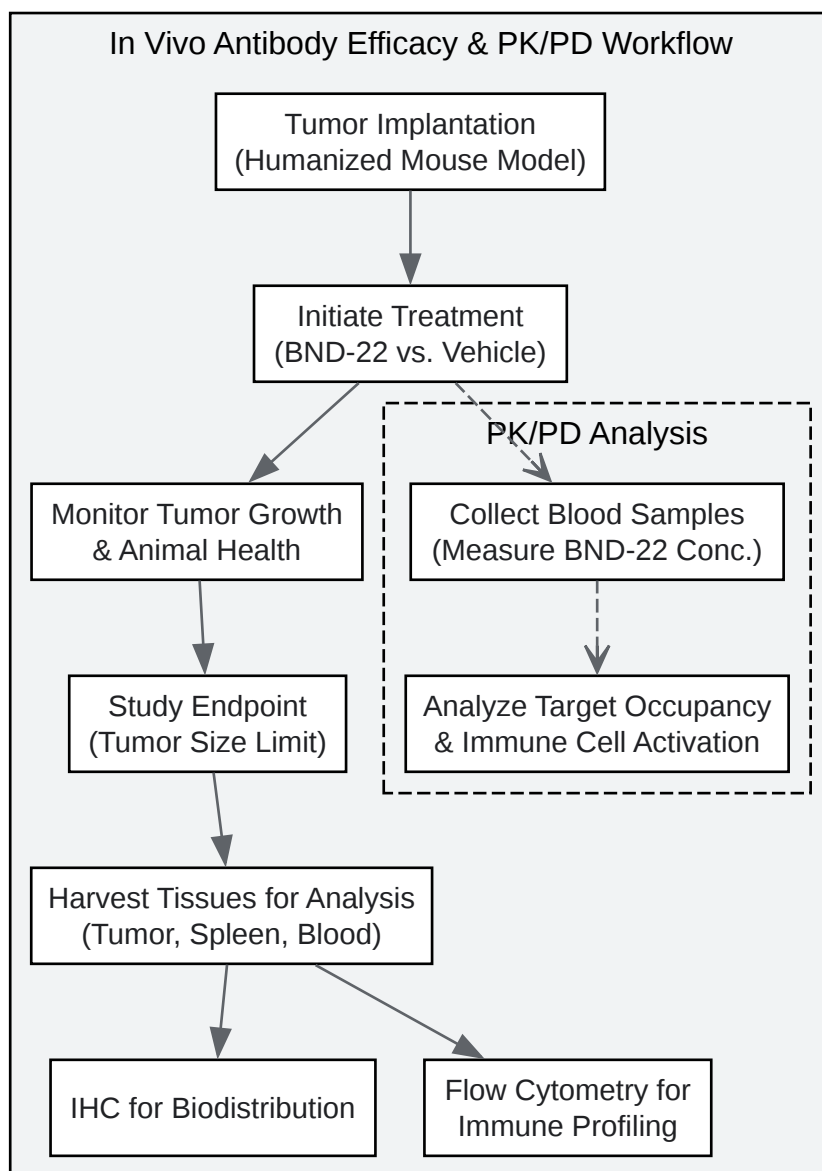 In Vivo Antibody Efficacy & PK/PD Workflow
Tumor Implantation
(Humanized Mouse Model)
Initiate Treatment
(BND-22 vs. Vehicle)
PK/PD Analysis
Monitor Tumor Growth
& Animal Health
Collect Blood Samples
(Measure BND-22 Conc.)
Study Endpoint
(Tumor Size Limit)
Analyze Target Occupancy
& Immune Cell Activation
Harvest Tissues for Analysis
(Tumor, Spleen, Blood)
IHC for Biodistribution
Flow Cytometry for
Immune Profiling